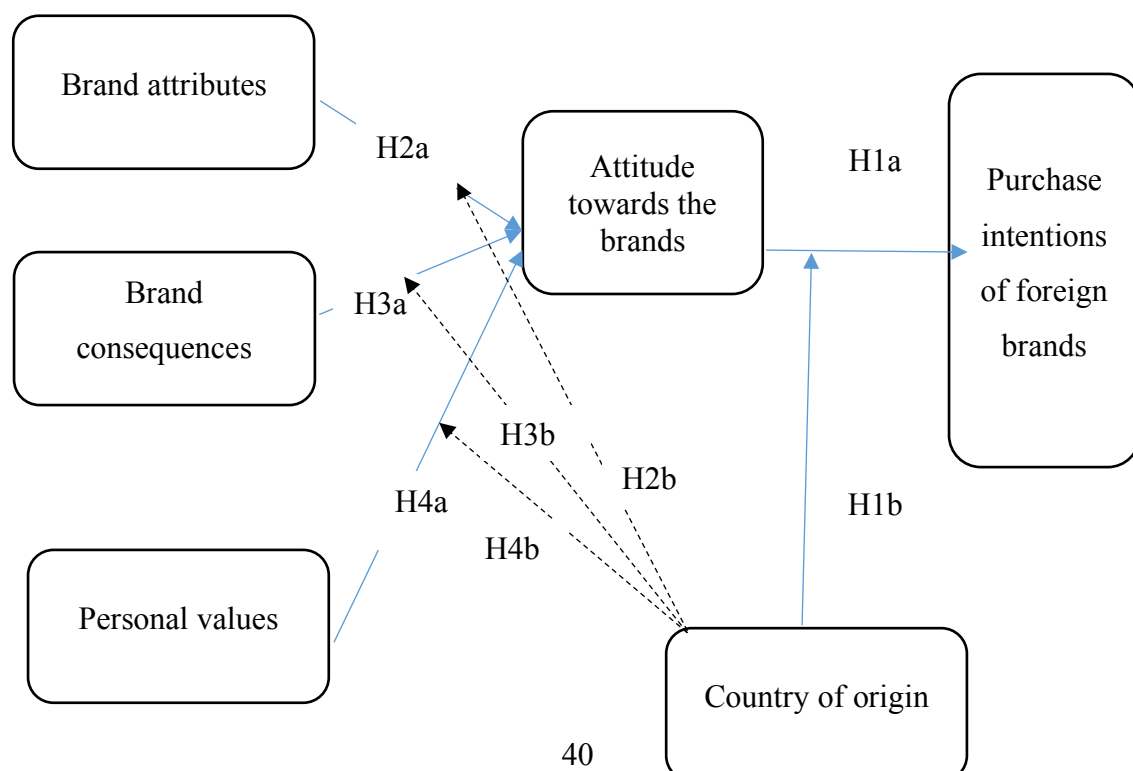 Brand attributes
H2a
Attitude
towards the
brands
H1a
Purchase
intentions
of foreign
brands
Brand
consequences
H3a
H3b
H2b
H4a
H4b
H1b
Personal values
Country of origin
40